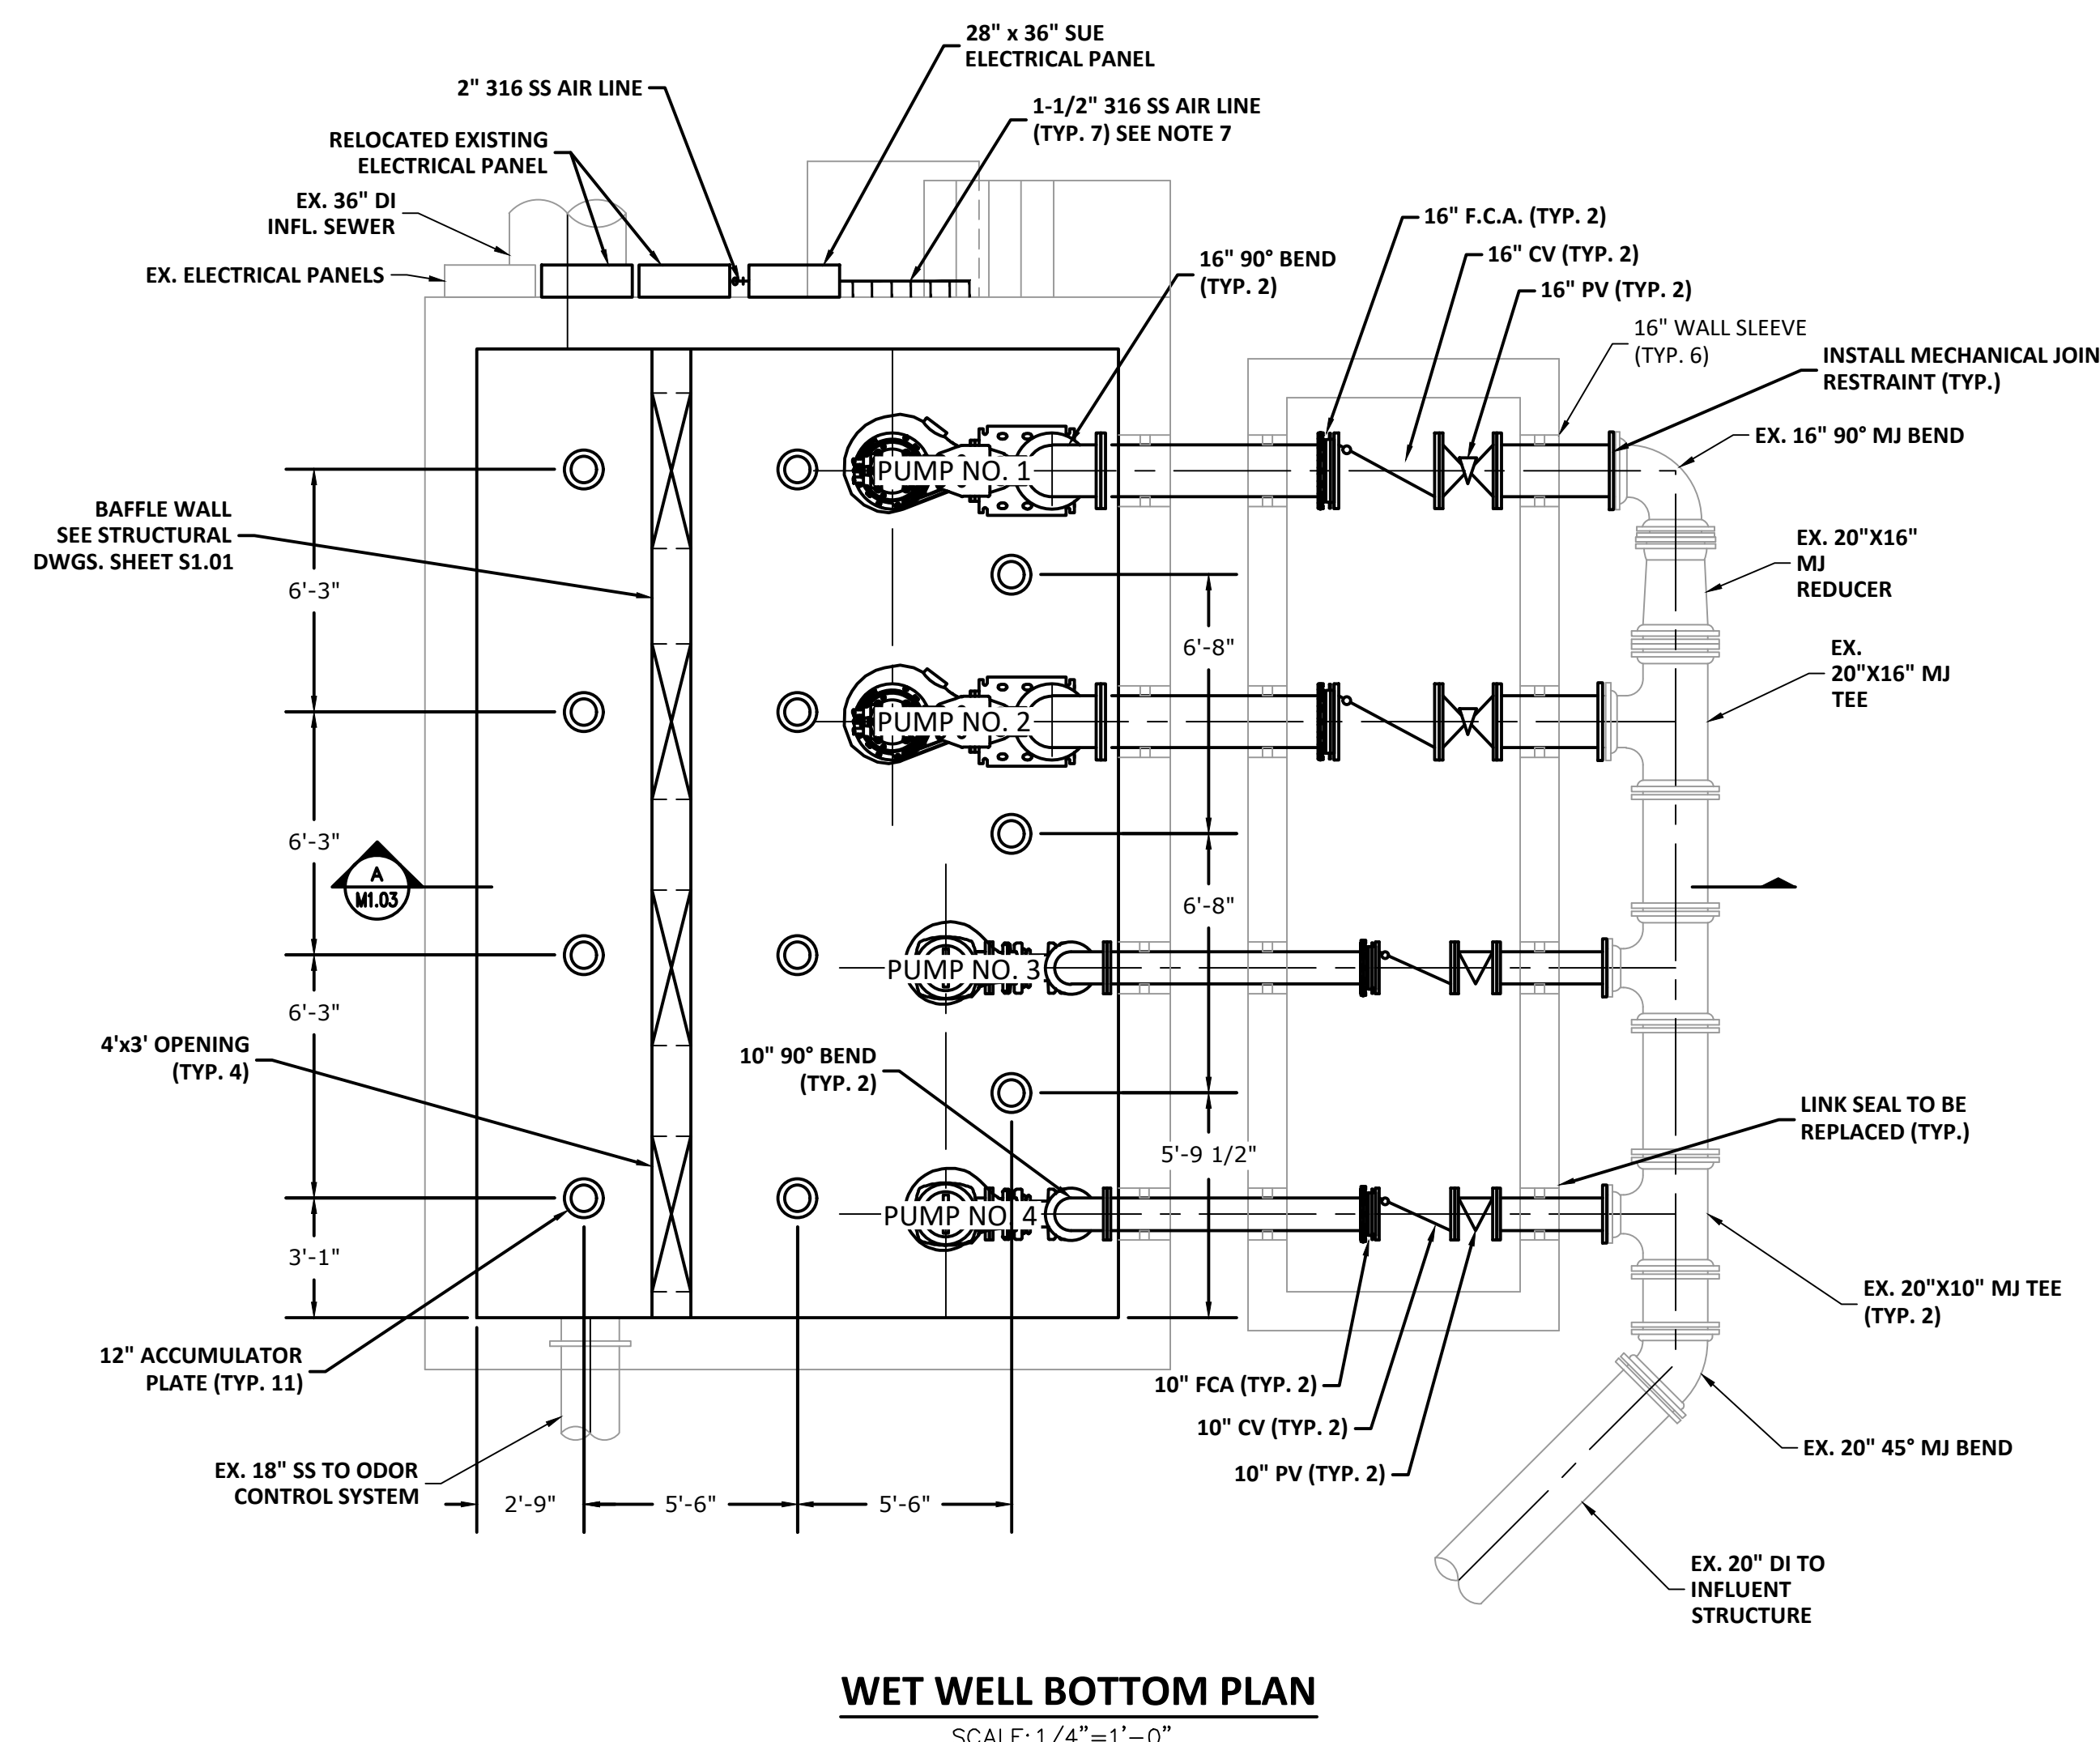 28" x 36" SUE
ELECTRICAL PANEL
2" 316 SS AIR LINE
1-1/2" 316 SS AIR LINE
(TYP. 7) SEE NOTE 7
RELOCATED EXISTING
ELECTRICAL PANEL
EX. 36" DI
INFL. SEWER
EX. ELECTRICAL PANELS
16" F.C.A. (TYP. 2)
16" CV (TYP. 2)
16" 90° BEND
(TYP. 2)
16" PV (TYP. 2)
16" WALL SLEEVE
(TYP. 6)
INSTALL MECHANICAL JOIN
RESTRAINT (TYP.)
EX. 16" 90° MJ BEND
PUMP NO. 1
BAFFLE WALL
SEE STRUCTURAL
DWGS. SHEET S1.01
6'-3"
EX. 20"X16"
MJ
REDUCER
6'-8"
EX.
20"X16" MJ
TEE
PUMP NO. 2
6'-3"
A
M1.03
6'-8"
PUMP NO. 3
6'-3"
4'x3' OPENING
(TYP. 4)
10" 90° BEND
(TYP. 2)
LINK SEAL TO BE
REPLACED (TYP.)
5'-9 1/2"
PUMP NO. 4
3'-1"
EX. 20"X10" MJ TEE
(TYP. 2)
12" ACCUMULATOR
PLATE (TYP. 11)
10" FCA (TYP. 2)
10" CV (TYP. 2)
10" PV (TYP. 2)
EX. 20" 45° MJ BEND
EX. 18" SS TO ODOR
CONTROL SYSTEM
2'-9"
5'-6"
5'-6"
EX. 20" DI TO
INFLUENT
STRUCTURE
WET WELL BOTTOM PLAN
SCALE: 1/4"=1'-0"